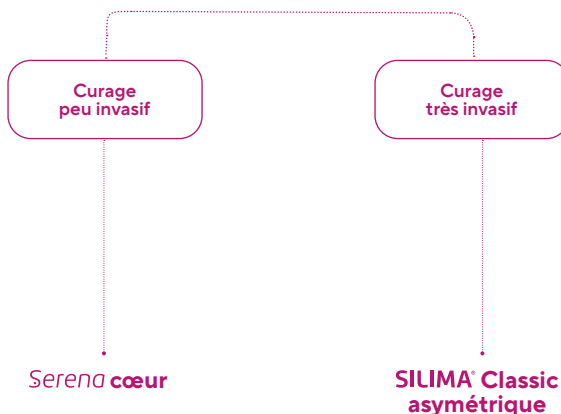 Curage
peu invasif
Curage
très invasif
Serena cœur
SILIMA® Classic
asymétrique